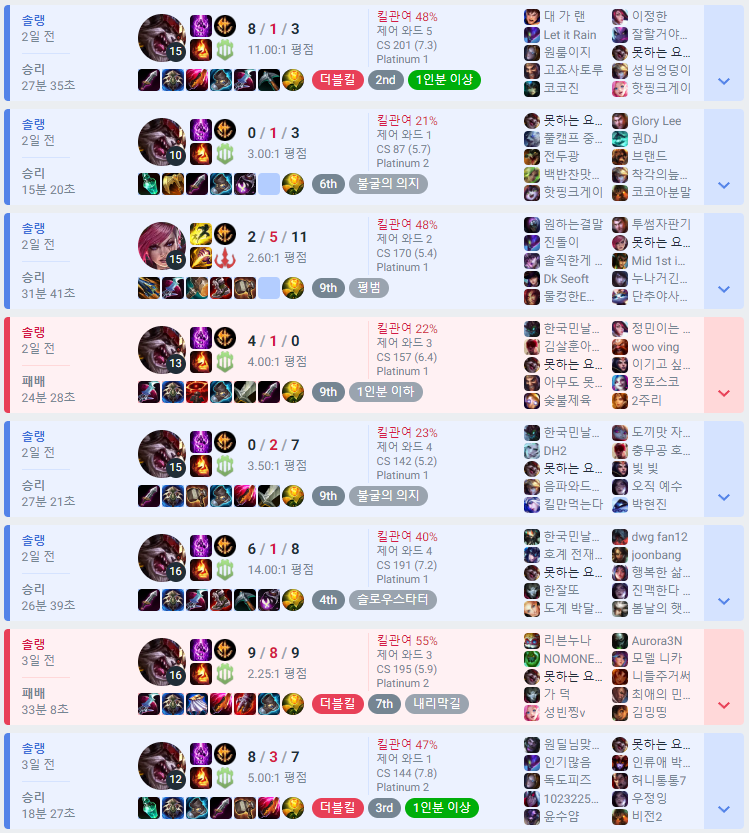 솔랭
2일 전
승리
27분 35초
15
8 / 1 / 3
11.00:1 평점
더블킬 2nd 1인분 이상
킬관여 48%
제어 와드 5
CS 201 (7.3)
Platinum 1
대 가 랜 이정한
Let it Rain 잘할거야...
원룸이지 못하는 요...
고죠사토루 성님엉덩이
코코진 핫핑크게이
솔랭
2일 전
승리
15분 20초
10
0 / 1 / 3
3.00:1 평점
6th 불굴의 의지
킬관여 21%
제어 와드 1
CS 87 (5.7)
Platinum 2
못하는 요... Glory Lee
풀캠프 중... 권DJ
전두광 브랜드
백반찬맛... 착각의늪...
핫핑크게이 코코아분말
솔랭
2일 전
승리
31분 41초
15
2 / 5 / 11
2.60:1 평점
9th 평범
킬관여 48%
제어 와드 2
CS 170 (5.4)
Platinum 1
원하는결말 투썸자판기
진돌이 못하는 요...
솔직한게 ... Mid 1st i...
Dk Seoft 누나거긴...
물컹한E... 단추야사...
솔랭
2일 전
패배
24분 28초
13
4 / 1 / 0
4.00:1 평점
9th 1인분 이하
킬관여 22%
제어 와드 3
CS 157 (6.4)
Platinum 1
한국민날... 정민이는 ...
김살훈아... woo ving
못하는 요... 이기고 싶...
아무도 못... 정포스코
숯불제육 2주리
솔랭
2일 전
승리
27분 21초
15
0 / 2 / 7
3.50:1 평점
9th 불굴의 의지
킬관여 23%
제어 와드 4
CS 142 (5.2)
Platinum 1
한국민날... 도끼맛 자...
DH2 충무공 호...
못하는 요... 빛 빛
음파와드... 오직 예수
킬만먹는다 박현진
솔랭
2일 전
승리
26분 39초
16
6 / 1 / 8
14.00:1 평점
4th 슬로우스타터
킬관여 40%
제어 와드 4
CS 191 (7.2)
Platinum 1
한국민날... dwg fan12
호계 전재... joonbang
못하는 요... 행복한 삶...
한잘또 진맥한다 ...
도계 박달... 봄날의 햇...
솔랭
3일 전
패배
33분 8초
16
9 / 8 / 9
2.25:1 평점
더블킬 7th 내리막길
킬관여 55%
제어 와드 3
CS 195 (5.9)
Platinum 2
리븐누나 Aurora3N
NOMONE... 모델 니카
못하는 요... 니들주거써
가 덕 최애의 민...
성빈찡v 김밍띵
솔랭
3일 전
승리
18분 27초
12
8 / 3 / 7
5.00:1 평점
더블킬 3rd 1인분 이상
킬관여 47%
제어 와드 1
CS 144 (7.8)
Platinum 2
원딜님맞... 못하는 요...
인기많음 인류애 박...
독도피즈 허니통통7
1023225... 우정잉
윤수얌 비전2